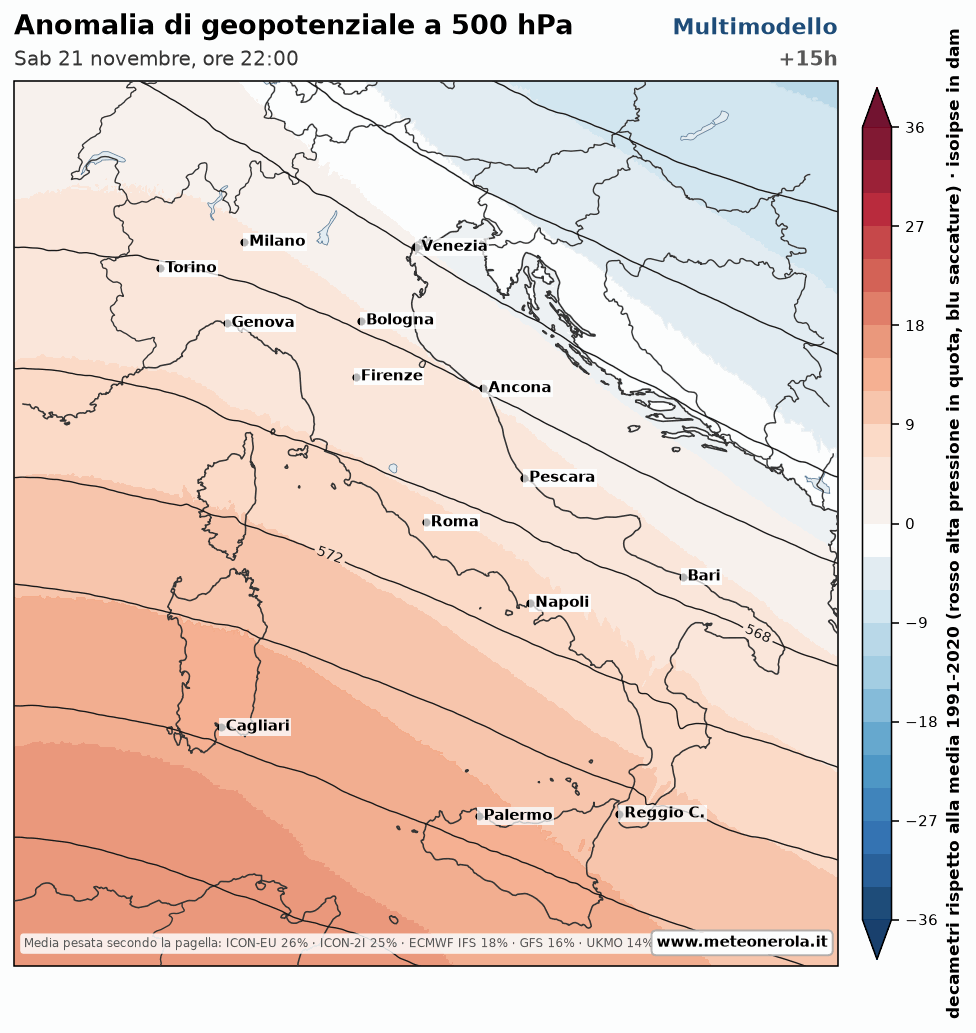 Anomalia di geopotenziale a 500 hPa
Multimodello
Sab 21 novembre, ore 22:00
+15h
Milano
Venezia
Torino
Genova
Bologna
Firenze
Ancona
Pescara
Roma
572
Bari
Napoli
568
Cagliari
Palermo
Reggio C.
Media pesata secondo la pagella: ICON-EU 26% · ICON-2I 25% · ECMWF IFS 18% · GFS 16% · UKMO 14%
www.meteonerola.it
36
27
18
9
0
−9
−18
−27
−36
decametri rispetto alla media 1991-2020 (rosso alta pressione in quota, blu saccature) · isoipse in dam